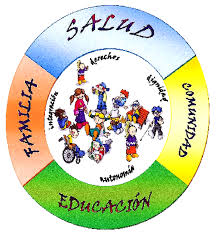 SALUD
derechos
dignidad
integración
FAMILIA
COMUNIDAD
autonomía
EDUCACIÓN